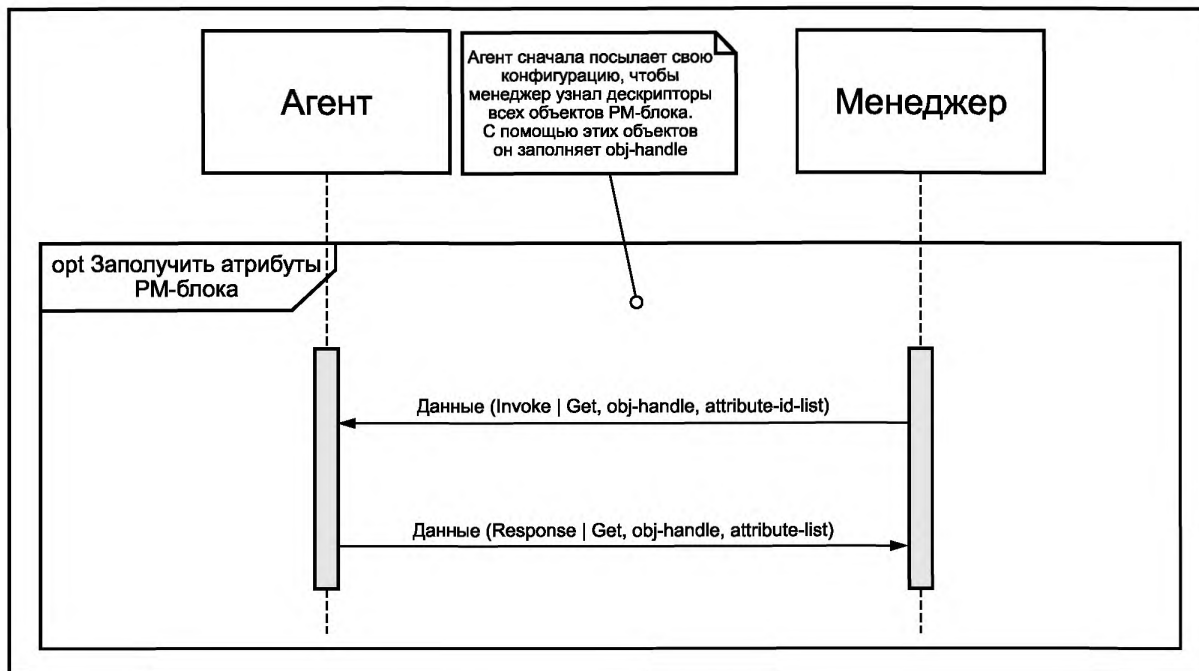 Агент
Агент сначала посылает свою
конфигурацию, чтобы
менеджер узнал дескрипторы
всех объектов PM-блока.
С помощью этих объектов
он заполняет obj-handle
Менеджер
opt Заполучить атрибуты
PM-блока
Данные (Invoke | Get, obj-handle, attribute-id-list)
Данные (Response | Get, obj-handle, attribute-list)